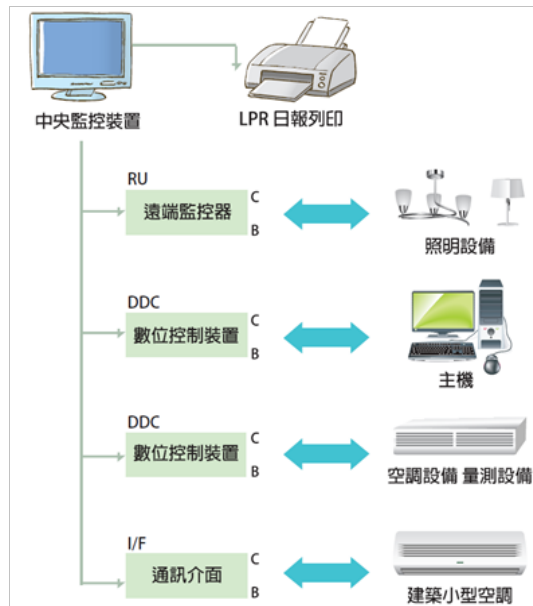 中央監控裝置
LPR 日報列印
RU
遠端監控器
C
B
照明設備
DDC
數位控制裝置
C
B
主機
DDC
數位控制裝置
C
B
空調設備 量測設備
I/F
通訊介面
C
B
建築小型空調